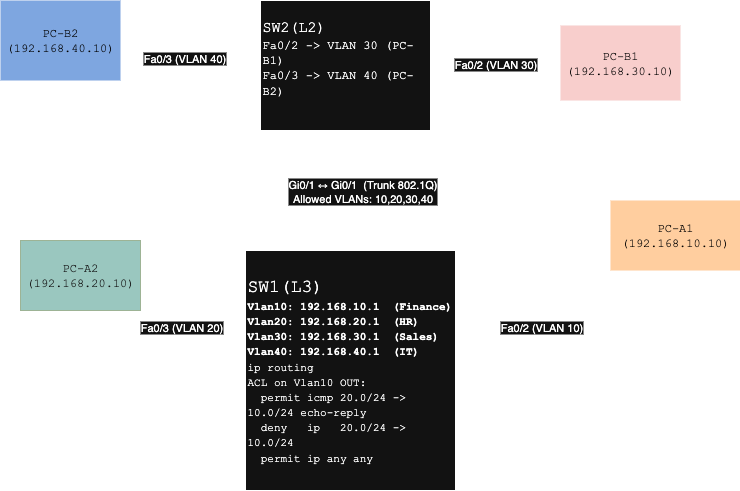 PC-B2
(192.168.40.10)
Fa0/3 (VLAN 40)
SW2(L2)
Fa0/2 -> VLAN 30 (PC-
B1)
Fa0/3 -> VLAN 40 (PC-
B2)
Fa0/2 (VLAN 30)
PC-B1
(192.168.30.10)
Gi0/1 ↔ Gi0/1 (Trunk 802.1Q)
Allowed VLANs: 10,20,30,40
PC-A1
(192.168.10.10)
PC-A2
(192.168.20.10)
Fa0/3 (VLAN 20)
SW1(L3)
Vlan10: 192.168.10.1 (Finance)
Vlan20: 192.168.20.1 (HR)
Vlan30: 192.168.30.1 (Sales)
Vlan40: 192.168.40.1 (IT)
ip routing
ACL on Vlan10 OUT:
permit icmp 20.0/24 ->
10.0/24 echo-reply
deny ip 20.0/24 ->
10.0/24
permit ip any any
Fa0/2 (VLAN 10)